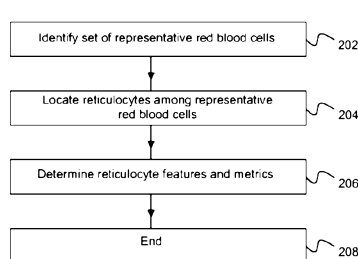 Identify set of representative red blood cells
202
Locate reticulocytes among representative
red blood cells
204
Determine reticulocyte features and metrics
206
End
208